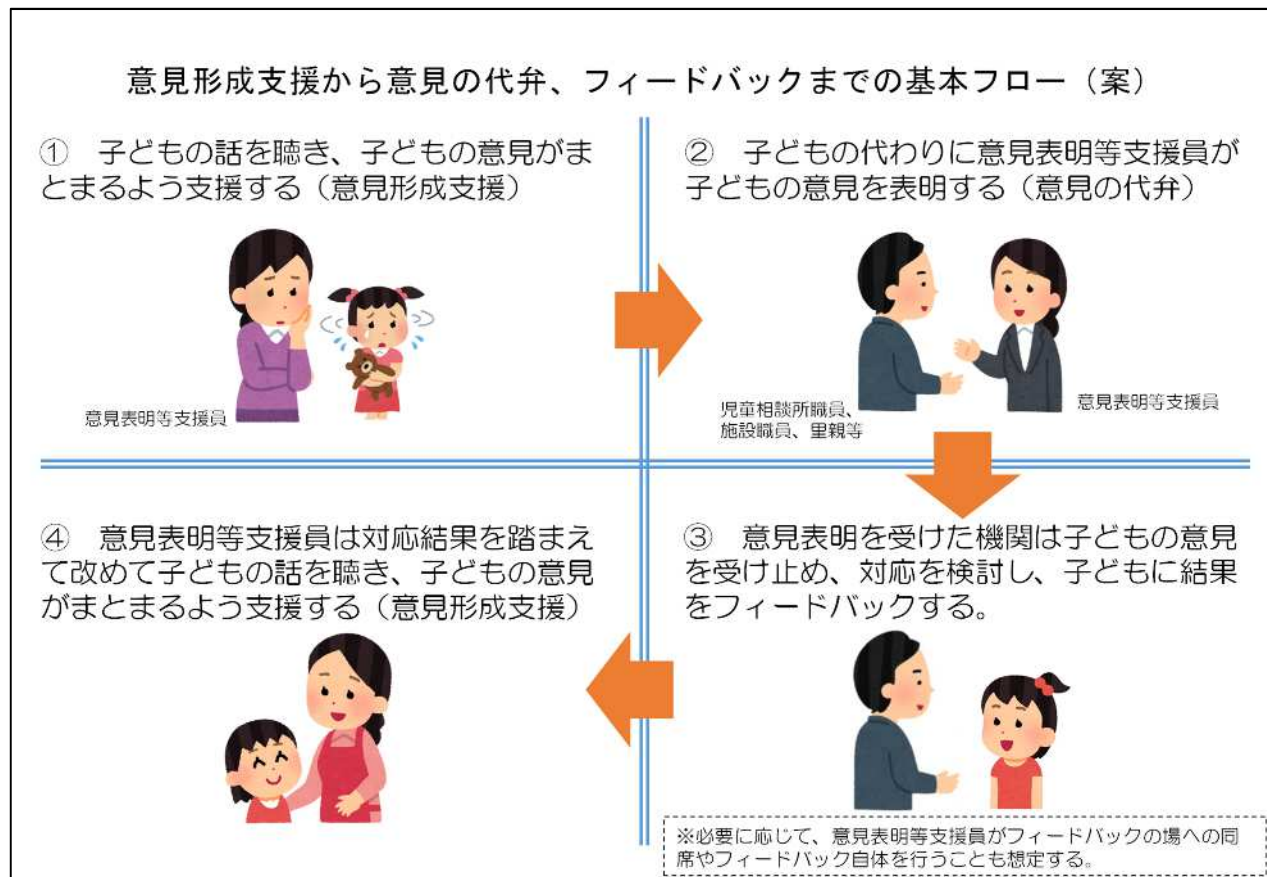 意見形成支援から意見の代弁、フィードバックまでの基本フロー（案）
① 子どもの話を聴き、子どもの意見がま
とまるよう支援する（意見形成支援）
意見表明等支援員
② 子どもの代わりに意見表明等支援員が
子どもの意見を表明する（意見の代弁）
児童相談所職員、
施設職員、里親等
意見表明等支援員
③ 意見表明を受けた機関は子どもの意見
を受け止め、対応を検討し、子どもに結果
をフィードバックする。
※必要に応じて、意見表明等支援員がフィードバックの場への同
席やフィードバック自体を行うことも想定する。
④ 意見表明等支援員は対応結果を踏まえ
て改めて子どもの話を聴き、子どもの意見
がまとまるよう支援する（意見形成支援）